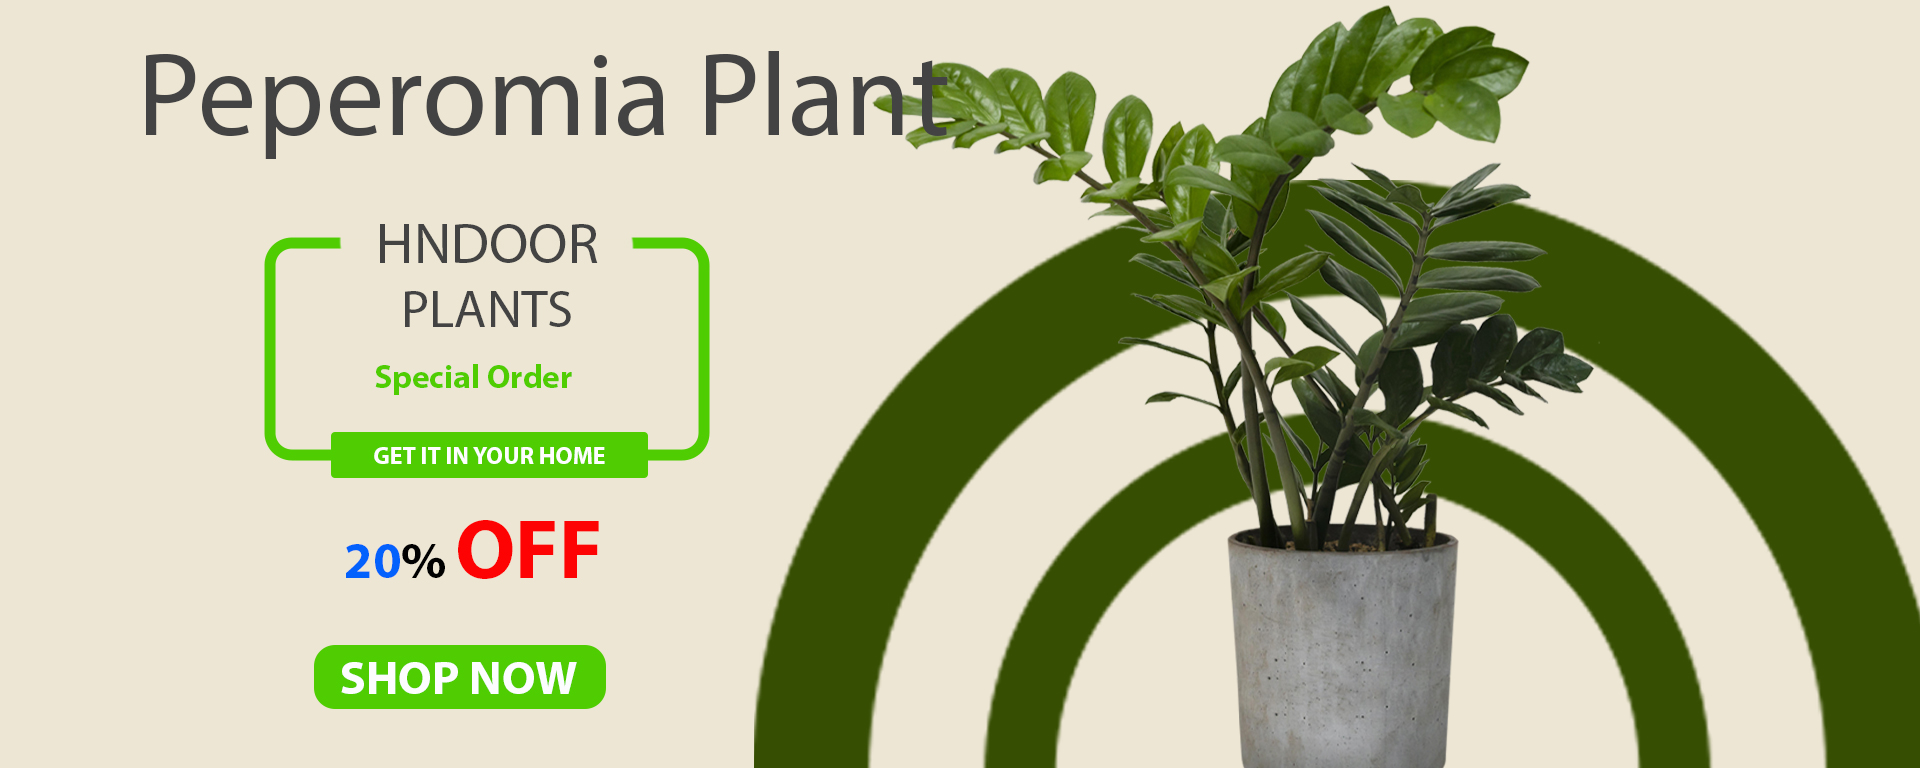 Peperomia Plant
HNDOOR
PLANTS
Special Order
GET IT IN YOUR HOME
20% OFF
SHOP NOW